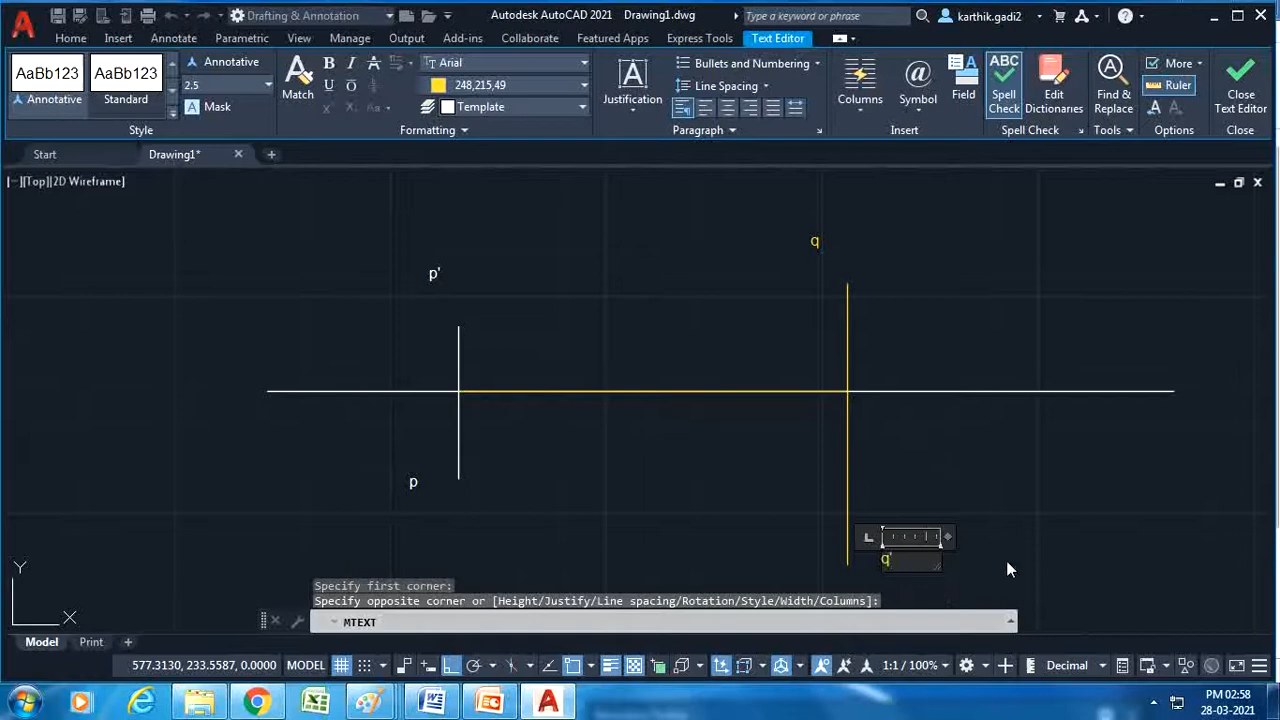 Drafting & Annotation
Autodesk AutoCAD 2021 Drawing1.dwg
Type a keyword or phrase
karthik.gadi2
Home Insert Annotate Parametric View Manage Output Add-ins Collaborate Featured Apps Express Tools Text Editor
AaBb123 AaBb123
Annotative Standard
Annotative
2.5
Mask
Style
A
Match
B I A
U O
Aa
Arial
248,215,49
Template
Formatting
A
Justification
Bullets and Numbering
Line Spacing
Paragraph
Columns
@
Symbol
Field
Insert
ABC
Spell
Check
Edit
Dictionaries
Spell Check
A
Find &
Replace
Tools
More
Ruler
Options
Close
Text Editor
Close
Start Drawing1*
[−][Top][2D Wireframe]
q
p'
p
q'
Y
X
Specify first corner:
Specify opposite corner or [Height/Justify/Line spacing/Rotation/Style/Width/Columns]:
MTEXT
Model Print
577.3130, 233.5587, 0.0000 MODEL 1:1 / 100% Decimal
PM 02:58
28-03-2021